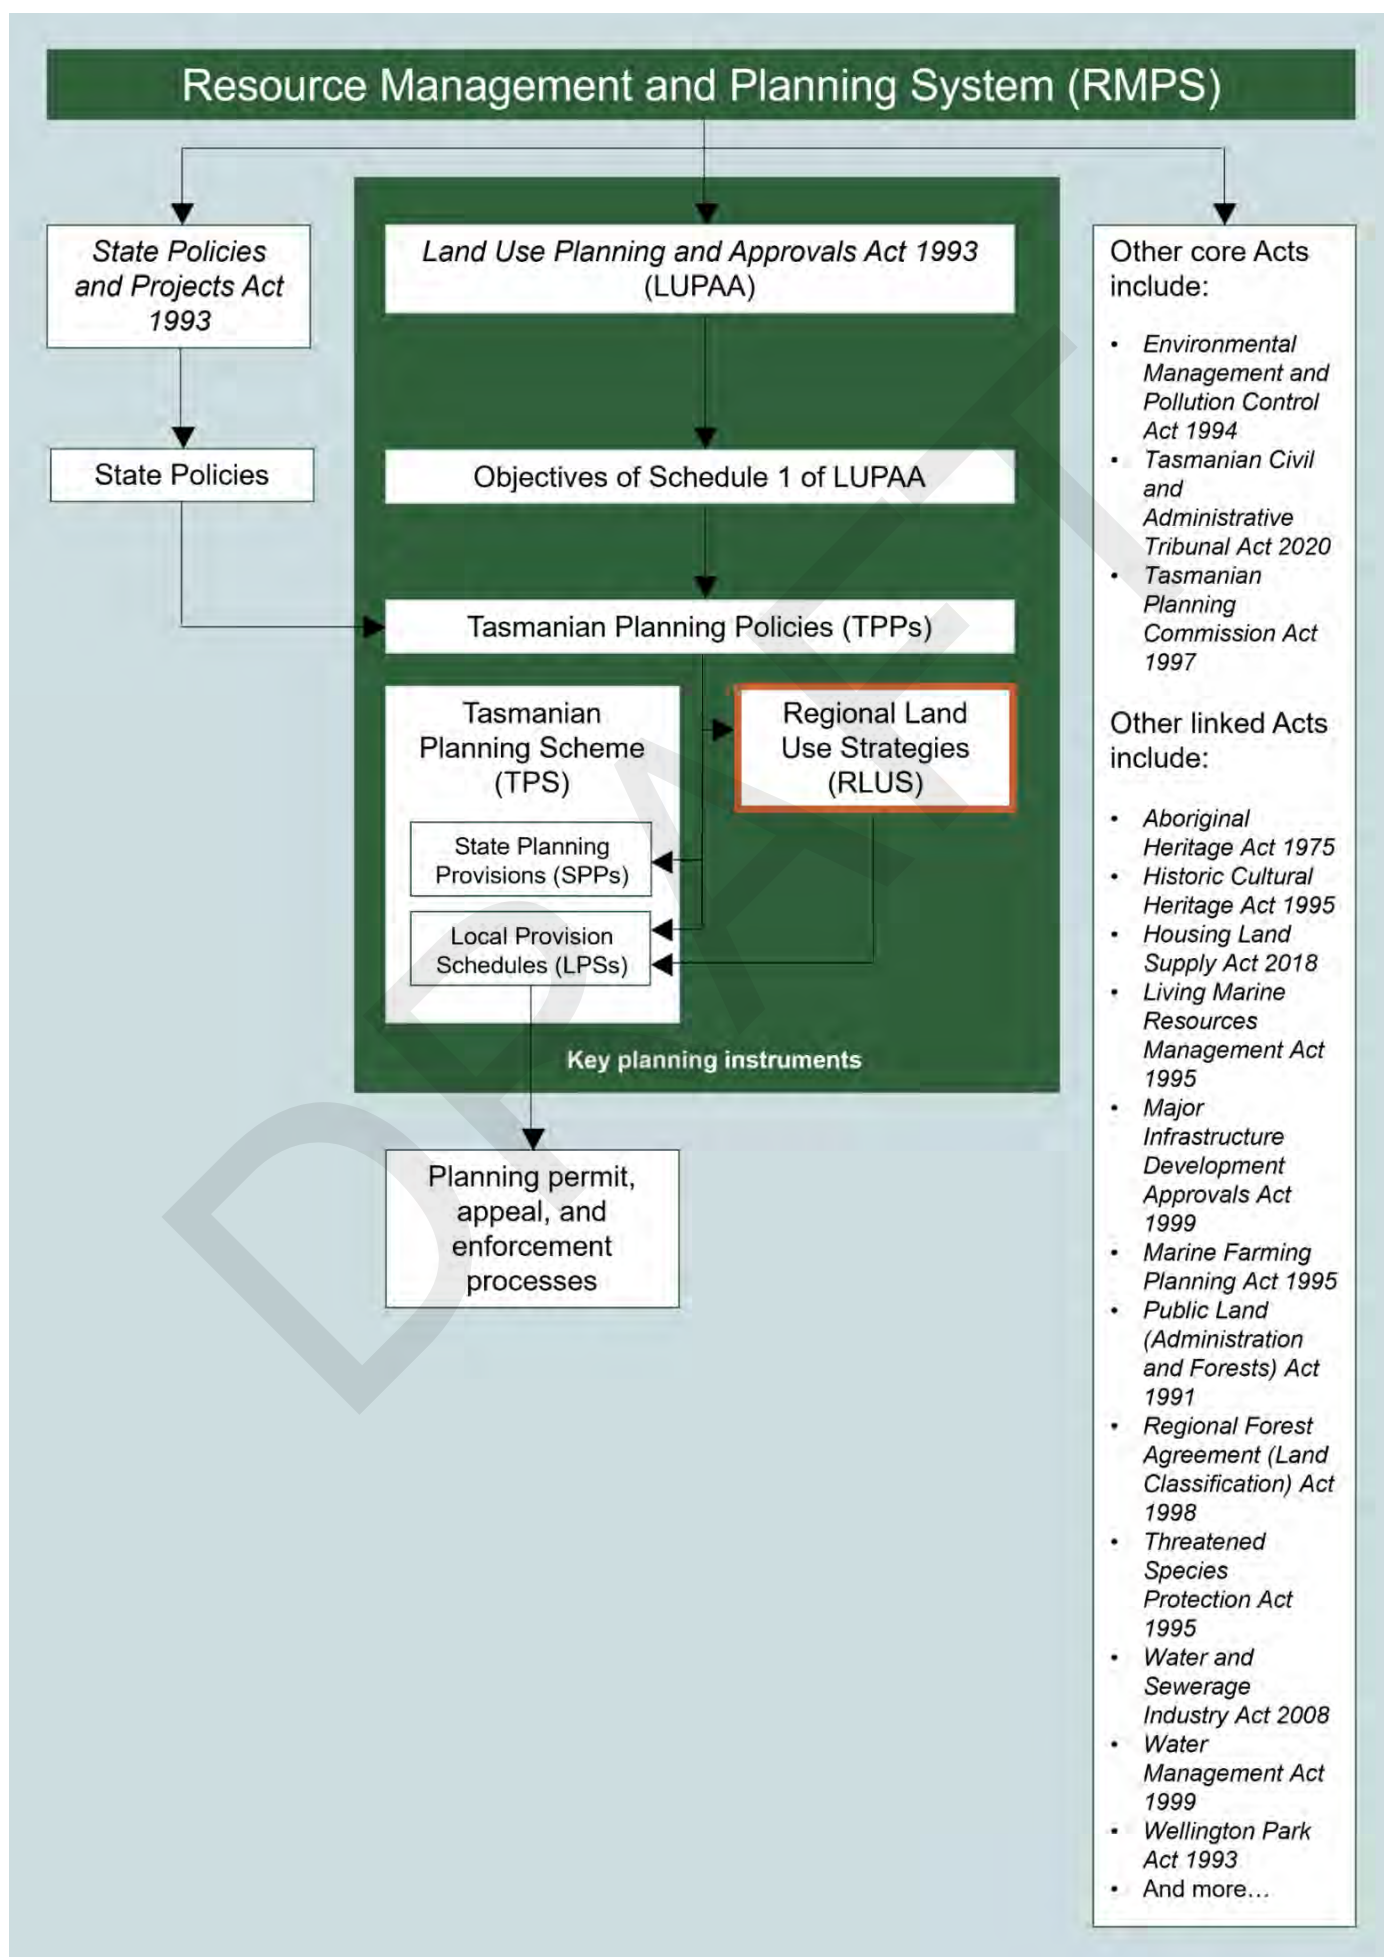 Resource Management and Planning System (RMPS)
State Policies
and Projects Act
1993
State Policies
Land Use Planning and Approvals Act 1993
(LUPAA)
Objectives of Schedule 1 of LUPAA
Tasmanian Planning Policies (TPPs)
Tasmanian
Planning Scheme
(TPS)
State Planning
Provisions (SPPs)
Local Provision
Schedules (LPSs)
Regional Land
Use Strategies
(RLUS)
Key planning instruments
Planning permit,
appeal, and
enforcement
processes
Other core Acts
include:
• Environmental
Management and
Pollution Control
Act 1994
• Tasmanian Civil
and
Administrative
Tribunal Act 2020
• Tasmanian
Planning
Commission Act
1997
Other linked Acts
include:
• Aboriginal
Heritage Act 1975
• Historic Cultural
Heritage Act 1995
• Housing Land
Supply Act 2018
• Living Marine
Resources
Management Act
1995
• Major
Infrastructure
Development
Approvals Act
1999
• Marine Farming
Planning Act 1995
• Public Land
(Administration
and Forests) Act
1991
• Regional Forest
Agreement (Land
Classification) Act
1998
• Threatened
Species
Protection Act
1995
• Water and
Sewerage
Industry Act 2008
• Water
Management Act
1999
• Wellington Park
Act 1993
• And more…
DRAFT